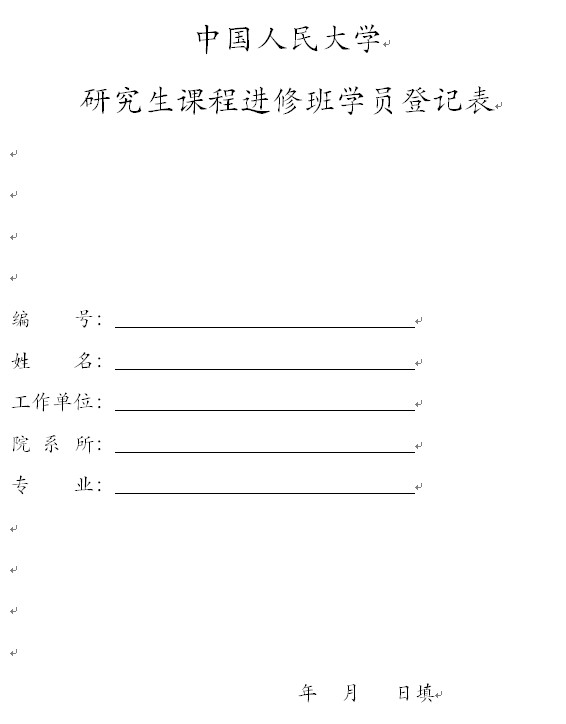 中国人民大学
研究生课程进修班学员登记表
编 号：
姓 名：
工作单位：
院 系 所：
专 业：
年 月 日填